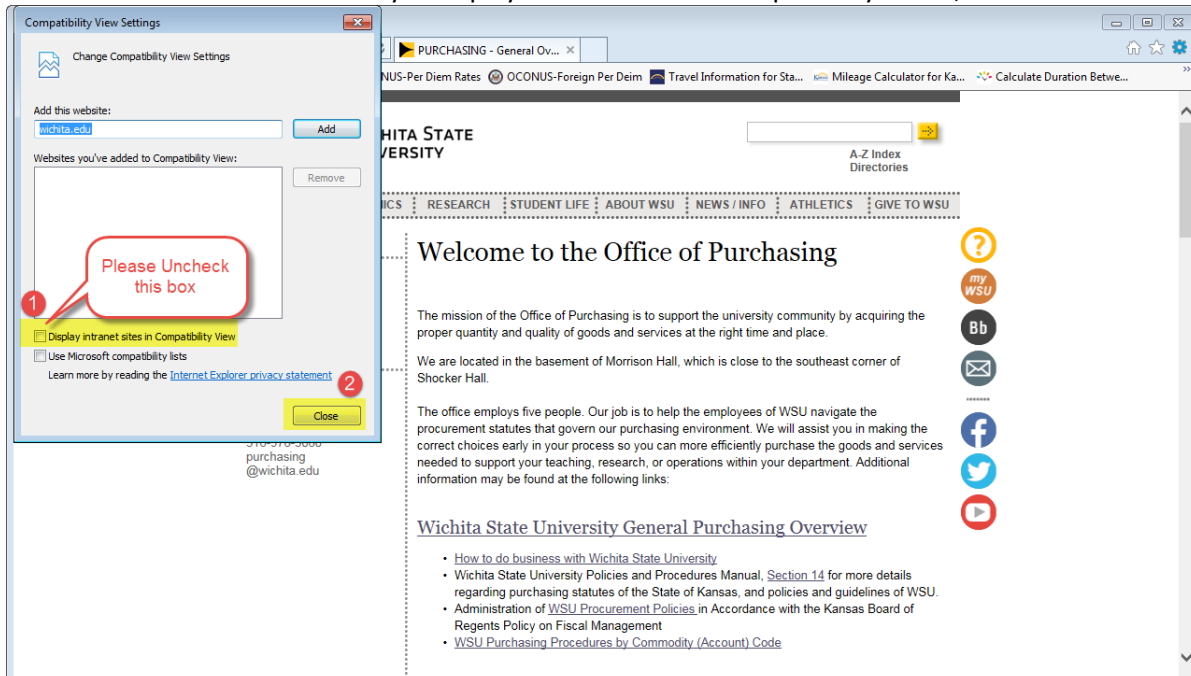 Compatibility View Settings
Change Compatibility View Settings
Add this website:
wichita.edu
Add
Websites you've added to Compatibility View:
Remove
Please Uncheck
this box
1
Display intranet sites in Compatibility View
Use Microsoft compatibility lists
Learn more by reading the Internet Explorer privacy statement
2
Close
PURCHASING - General Ov...
NUS-Per Diem Rates
OCONUS-Foreign Per Deim
Travel Information for Sta...
Mileage Calculator for Ka...
Calculate Duration Betwe...
HITA STATE
VERSITY
A-Z Index
Directories
ICS
RESEARCH
STUDENT LIFE
ABOUT WSU
NEWS / INFO
ATHLETICS
GIVE TO WSU
purchasing
@wichita.edu
Welcome to the Office of Purchasing
The mission of the Office of Purchasing is to support the university community by acquiring the
proper quantity and quality of goods and services at the right time and place.
We are located in the basement of Morrison Hall, which is close to the southeast corner of
Shocker Hall.
The office employs five people. Our job is to help the employees of WSU navigate the
procurement statutes that govern our purchasing environment. We will assist you in making the
correct choices early in your process so you can more efficiently purchase the goods and services
needed to support your teaching, research, or operations within your department. Additional
information may be found at the following links:
Wichita State University General Purchasing Overview
• How to do business with Wichita State University
• Wichita State University Policies and Procedures Manual, Section 14 for more details
regarding purchasing statutes of the State of Kansas, and policies and guidelines of WSU.
• Administration of WSU Procurement Policies in Accordance with the Kansas Board of
Regents Policy on Fiscal Management
• WSU Purchasing Procedures by Commodity (Account) Code
?
my
WSU
Bb